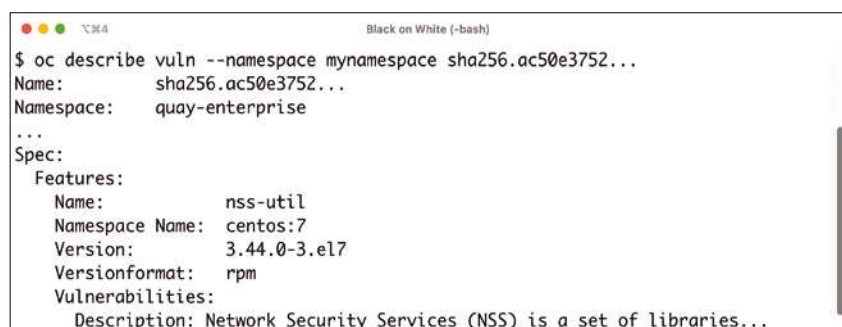 ⌥⌘4 Black on White (-bash)
$ oc describe vuln --namespace mynamespace sha256.ac50e3752...
Name: sha256.ac50e3752...
Namespace: quay-enterprise
...
Spec:
Features:
Name: nss-util
Namespace Name: centos:7
Version: 3.44.0-3.el7
Versionformat: rpm
Vulnerabilities:
Description: Network Security Services (NSS) is a set of libraries...